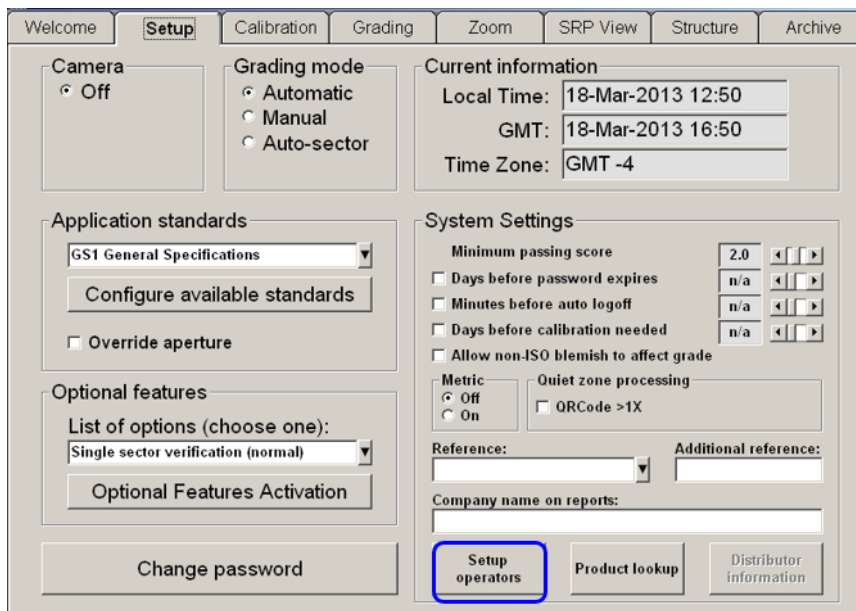 Welcome
Setup
Calibration
Grading
Zoom
SRP View
Structure
Archive
Camera
Off
Grading mode
Automatic
Manual
Auto-sector
Current information
Local Time: 18-Mar-2013 12:50
GMT: 18-Mar-2013 16:50
Time Zone: GMT -4
Application standards
GS1 General Specifications
Configure available standards
Override aperture
Optional features
List of options (choose one):
Single sector verification (normal)
Optional Features Activation
Change password
System Settings
Minimum passing score 2.0
Days before password expires n/a
Minutes before auto logoff n/a
Days before calibration needed n/a
Allow non-ISO blemish to affect grade
Metric
Off
On
Quiet zone processing
QRCode >1X
Reference:
Additional reference:
Company name on reports:
Setup
operators
Product lookup
Distributor
information